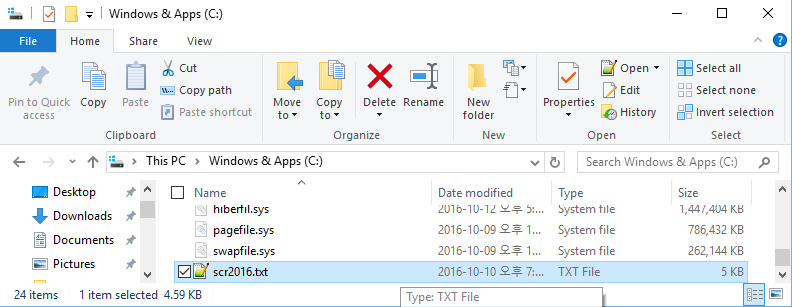 Windows & Apps (C:)
File Home Share View
Pin to Quick access
Copy
Paste
Cut
Copy path
Paste shortcut
Clipboard
Move to
Copy to
Delete
Rename
Organize
New folder
New
Properties
Open
Edit
History
Open
Select all
Select none
Invert selection
Select
This PC > Windows & Apps (C:)
Search Windows & Apps (C:)
Desktop
Downloads
Documents
Pictures
Name Date modified Type Size
hiberfil.sys 2016-10-12 오후 5:... System file 1,447,404 KB
pagefile.sys 2016-10-09 오후 1... System file 786,432 KB
swapfile.sys 2016-10-09 오후 1... System file 262,144 KB
scr2016.txt 2016-10-10 오후 7:... TXT File 5 KB
24 items 1 item selected 4.59 KB
Type: TXT File